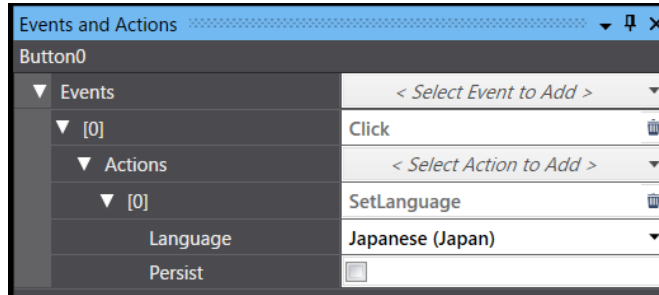 Events and Actions
Button0
Events < Select Event to Add >
[0] Click
Actions < Select Action to Add >
[0] SetLanguage
Language Japanese (Japan)
Persist